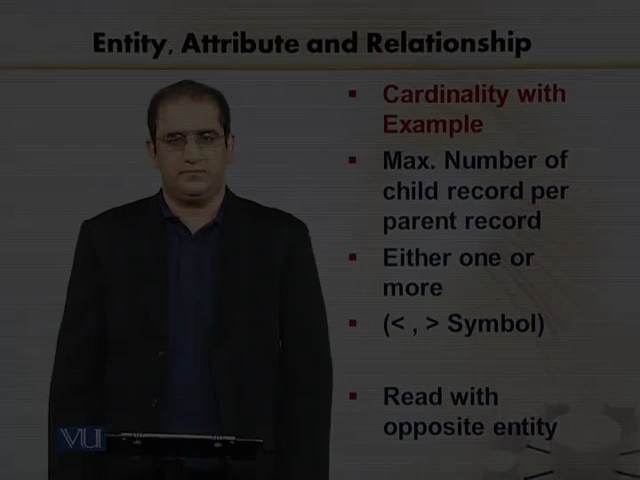 Entity, Attribute and Relationship
▪ Cardinality with
Example
▪ Max. Number of
child record per
parent record
▪ Either one or
more
▪ (< , > Symbol)
▪ Read with
opposite entity
VU